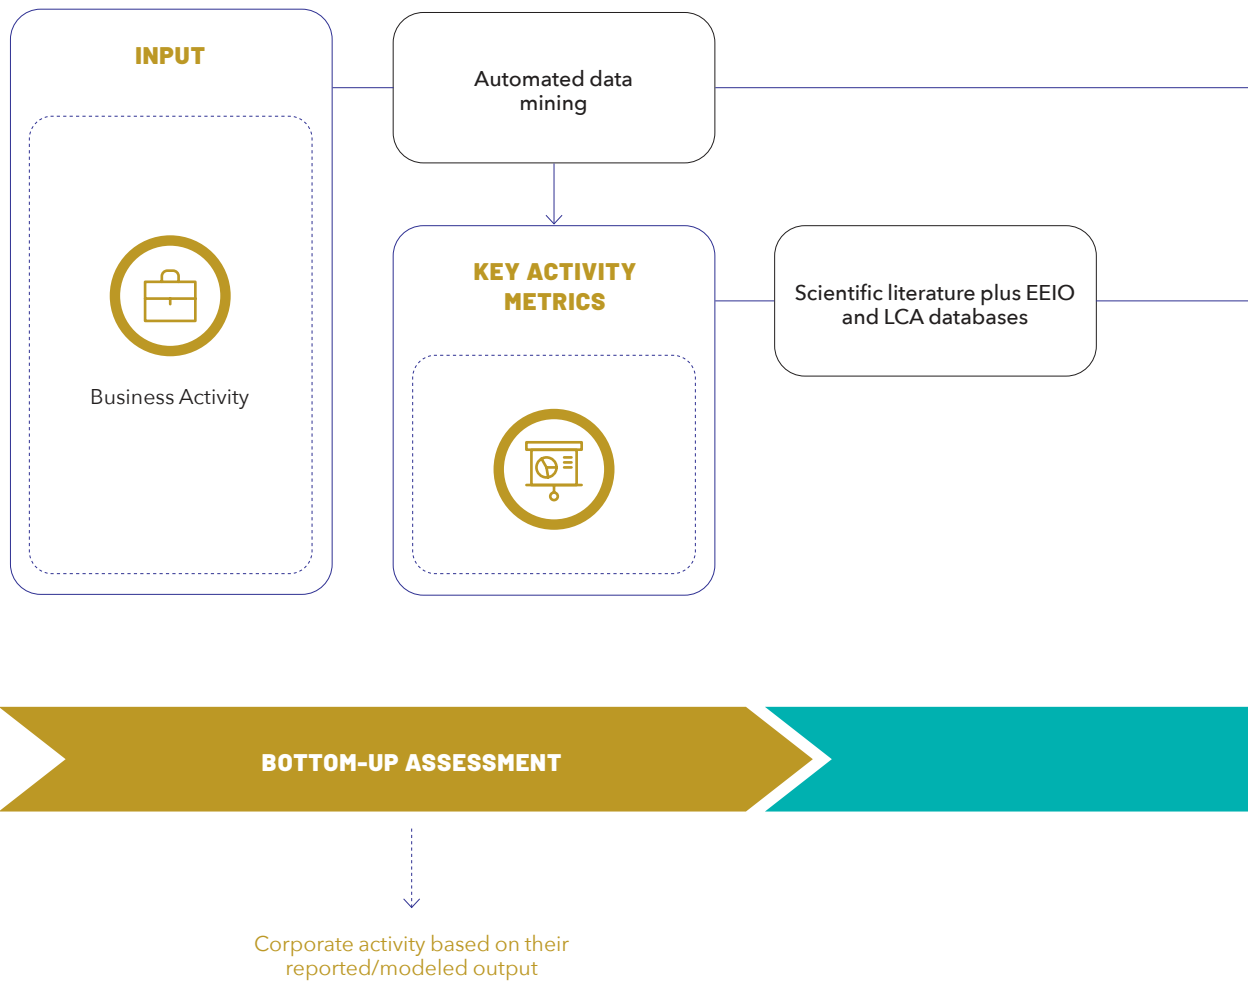 INPUT
Business Activity
Automated data
mining
KEY ACTIVITY
METRICS
Scientific literature plus EEIO
and LCA databases
BOTTOM-UP ASSESSMENT
Corporate activity based on their
reported/modeled output